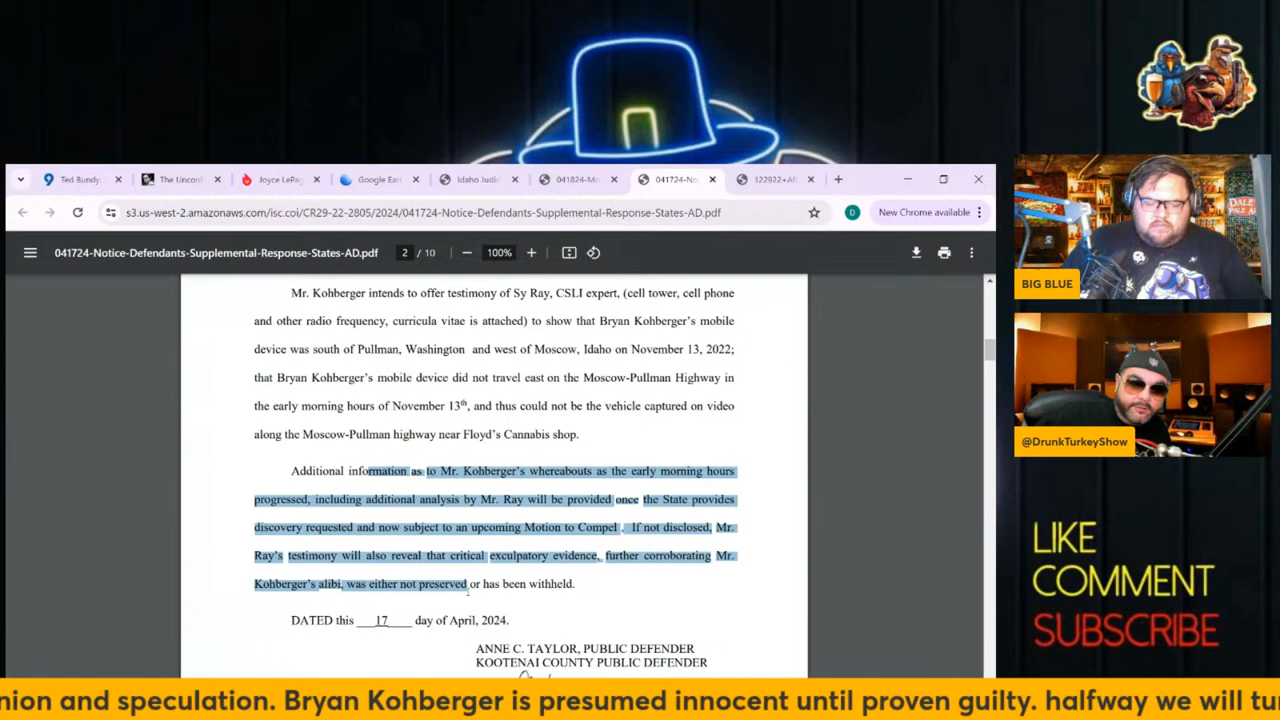 Ted Bundy
The Uncon
Joyce LePag
Google Ear
Idaho Judic
041824-Mo
041724-No
122922+Af
s3.us-west-2.amazonaws.com/isc.coi/CR29-22-2805/2024/041724-Notice-Defendants-Supplemental-Response-States-AD.pdf
D
New Chrome available
041724-Notice-Defendants-Supplemental-Response-States-AD.pdf
2 / 10
100%
Mr. Kohberger intends to offer testimony of Sy Ray, CSLI expert, (cell tower, cell phone
and other radio frequency, curricula vitae is attached) to show that Bryan Kohberger's mobile
device was south of Pullman, Washington and west of Moscow, Idaho on November 13, 2022;
that Bryan Kohberger's mobile device did not travel east on the Moscow-Pullman Highway in
the early morning hours of November 13th, and thus could not be the vehicle captured on video
along the Moscow-Pullman highway near Floyd's Cannabis shop.
Additional information as to Mr. Kohberger's whereabouts as the early morning hours
progressed, including additional analysis by Mr. Ray will be provided once the State provides
discovery requested and now subject to an upcoming Motion to Compel . If not disclosed, Mr.
Ray's testimony will also reveal that critical exculpatory evidence, further corroborating Mr.
Kohberger's alibi, was either not preserved or has been withheld.
DATED this ___17____ day of April, 2024.
ANNE C. TAYLOR, PUBLIC DEFENDER
KOOTENAI COUNTY PUBLIC DEFENDER
DALE
PALE A
BIG BLUE
@DrunkTurkeyShow
LIKE
COMMENT
SUBSCRIBE
nion and speculation. Bryan Kohberger is presumed innocent until proven guilty. halfway we will tu